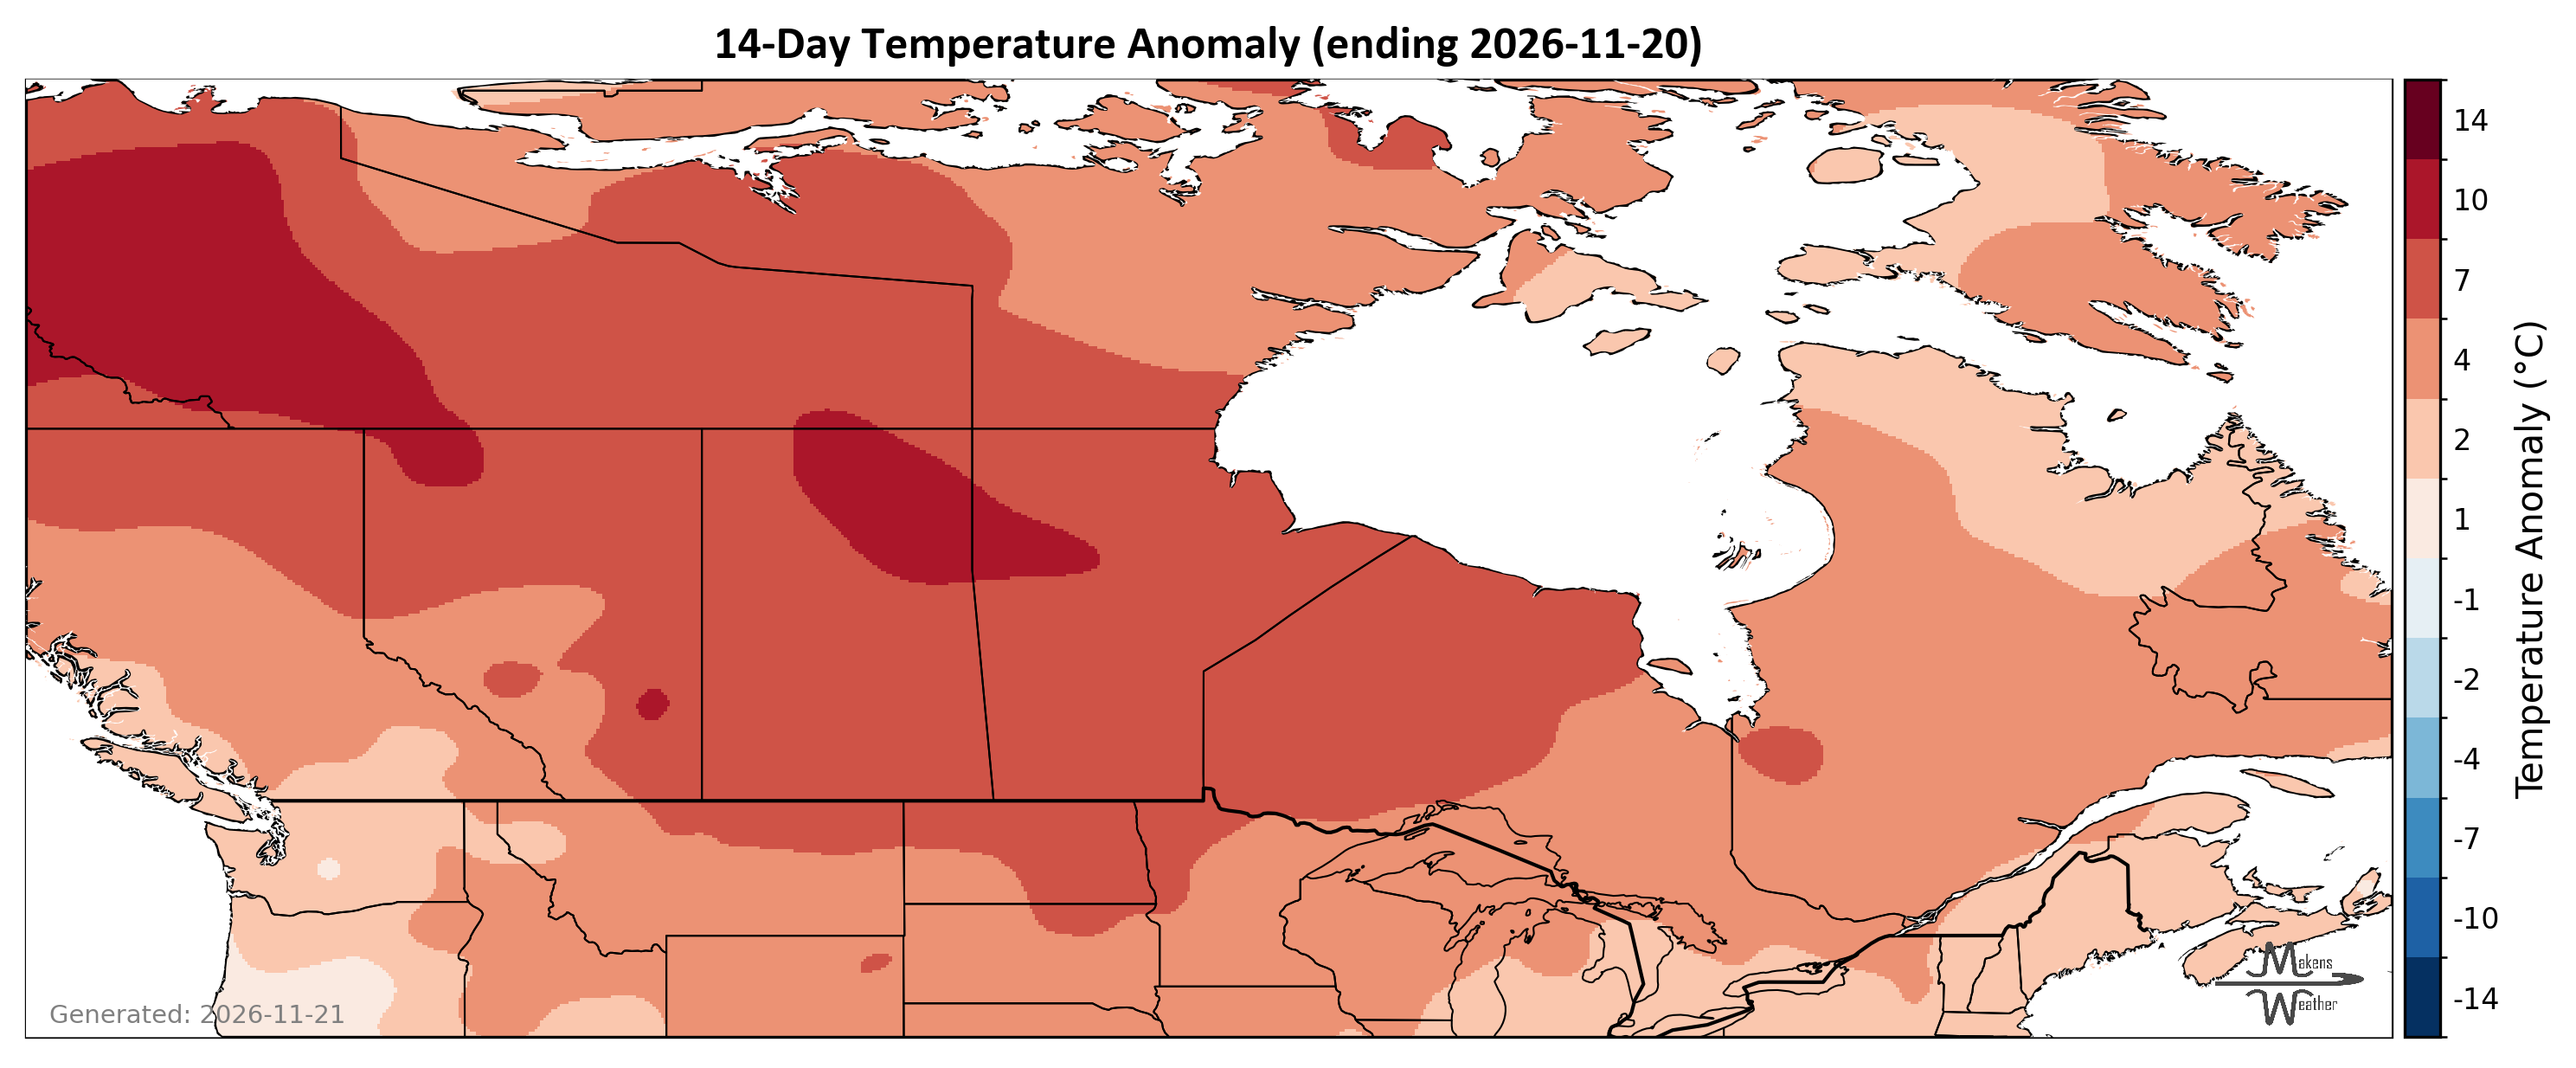 14-Day Temperature Anomaly (ending 2026-11-20)
14
10
7
4
2
1
-1
-2
-4
-7
-10
-14
Temperature Anomaly (°C)
Makens
Weather
Generated: 2026-11-21